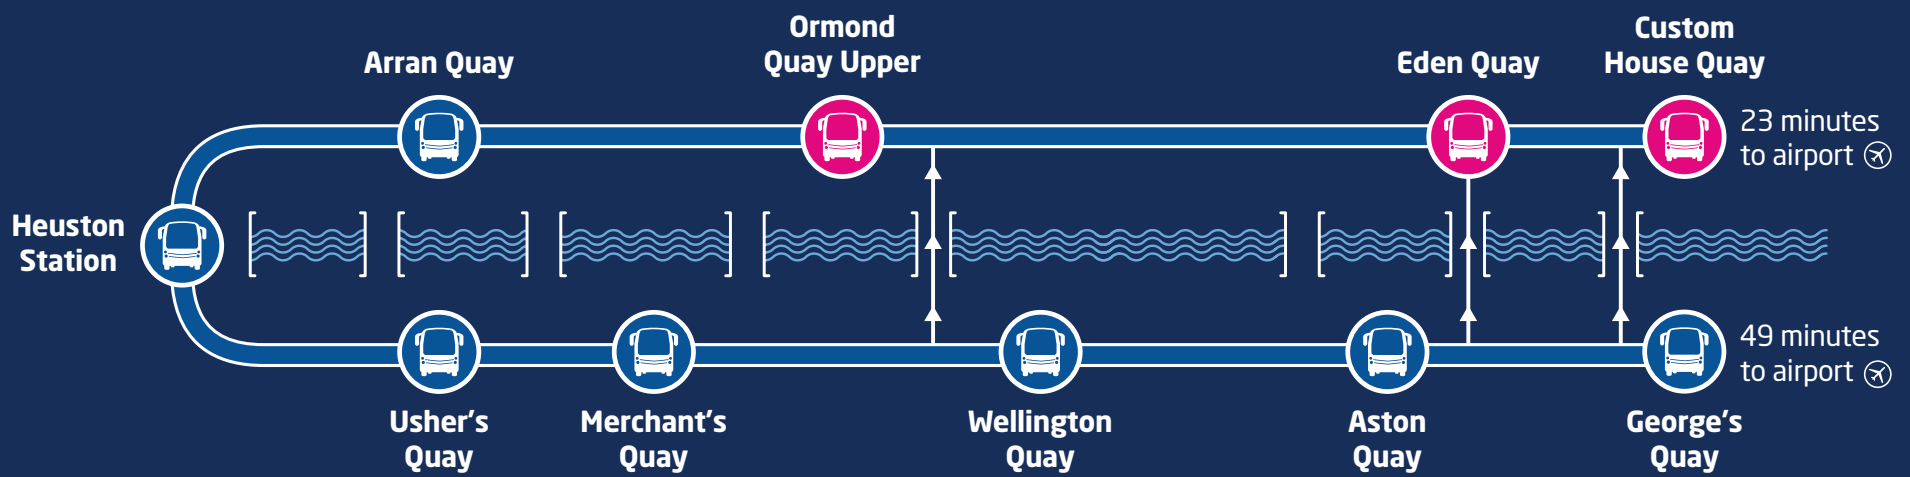 Arran Quay
Ormond
Quay Upper
Eden Quay
Custom
House Quay
23 minutes
to airport
Heuston
Station
49 minutes
to airport
Usher's
Quay
Merchant's
Quay
Wellington
Quay
Aston
Quay
George's
Quay